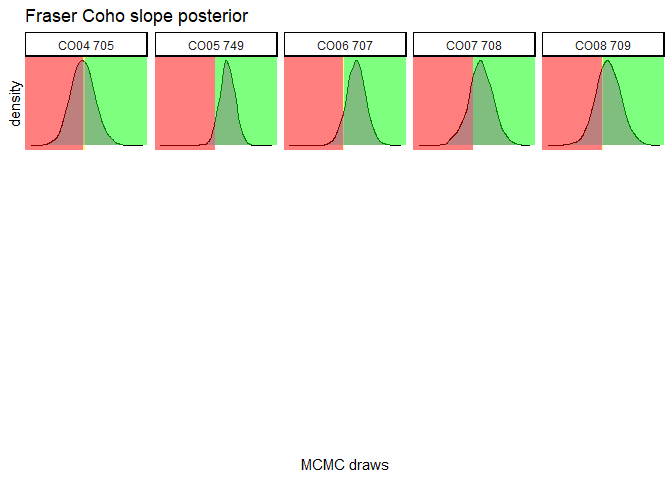 Fraser Coho slope posterior
CO04 705 CO05 749 CO06 707 CO07 708 CO08 709
density
MCMC draws